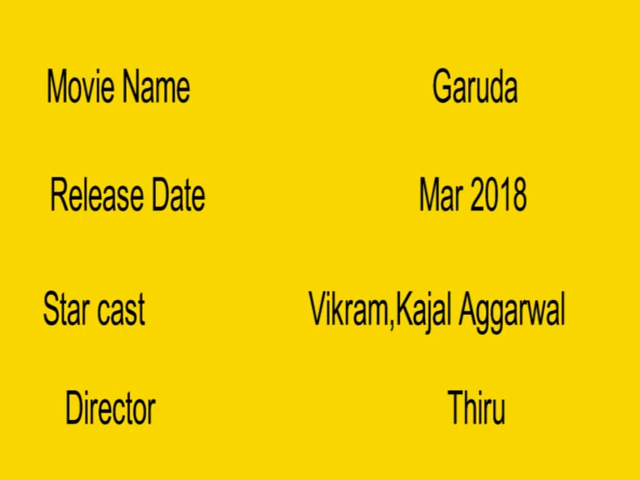 Movie Name Garuda
Release Date Mar 2018
Star cast Vikram,Kajal Aggarwal
Director Thiru